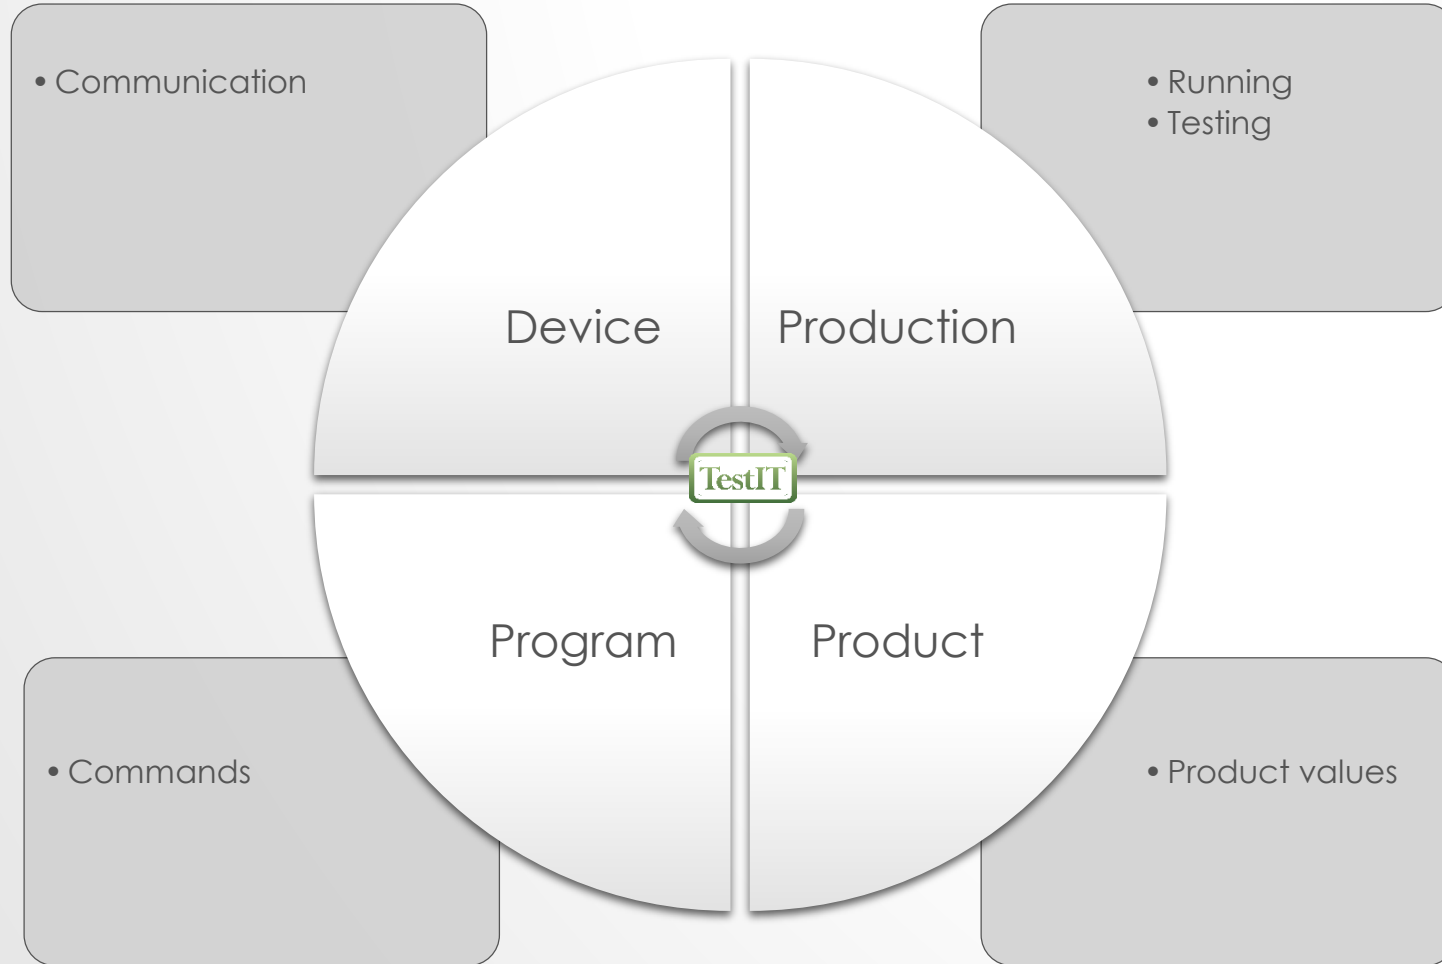 • Communication
• Running
• Testing
Device
Production
TestIT
Program
Product
• Commands
• Product values